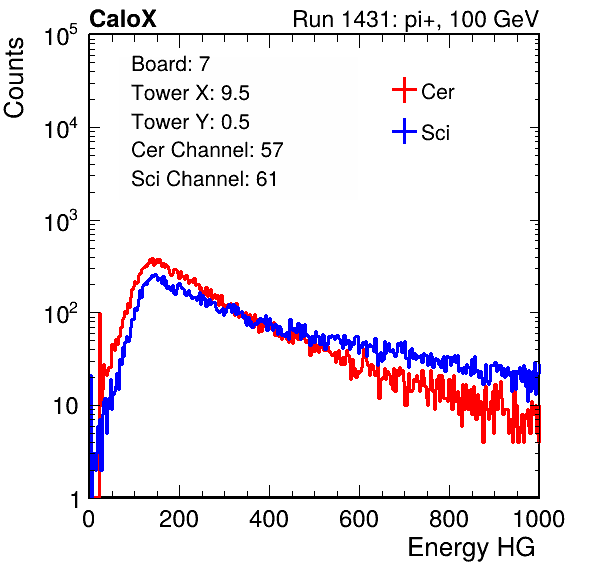 CaloX Run 1431: pi+, 100 GeV
Counts
Board: 7
Tower X: 9.5
Tower Y: 0.5
Cer Channel: 57
Sci Channel: 61
Cer
Sci
10^5
10^4
10^3
10^2
10
1
0 200 400 600 800 1000
Energy HG